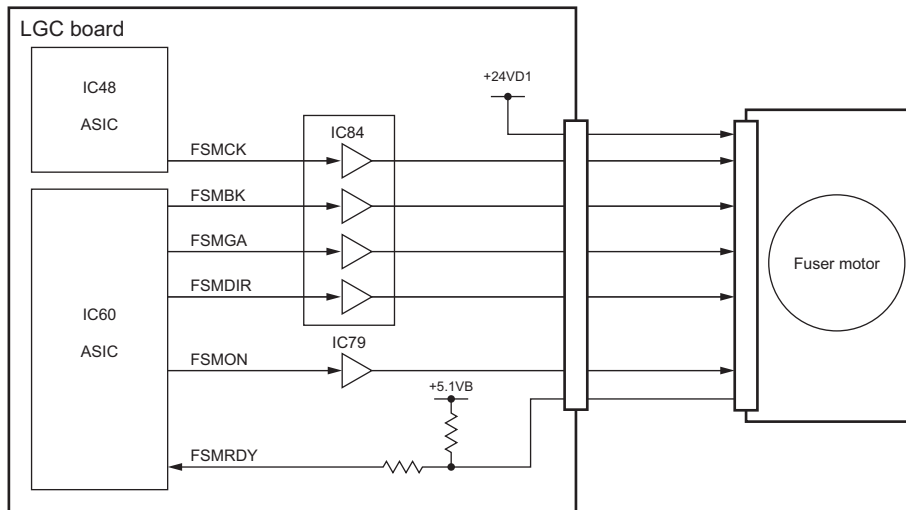 LGC board
IC48
ASIC
+24VD1
IC84
FSMCK
FSMBK
FSMGA
FSMDIR
Fuser motor
IC60
ASIC
IC79
FSMON
+5.1VB
FSMRDY